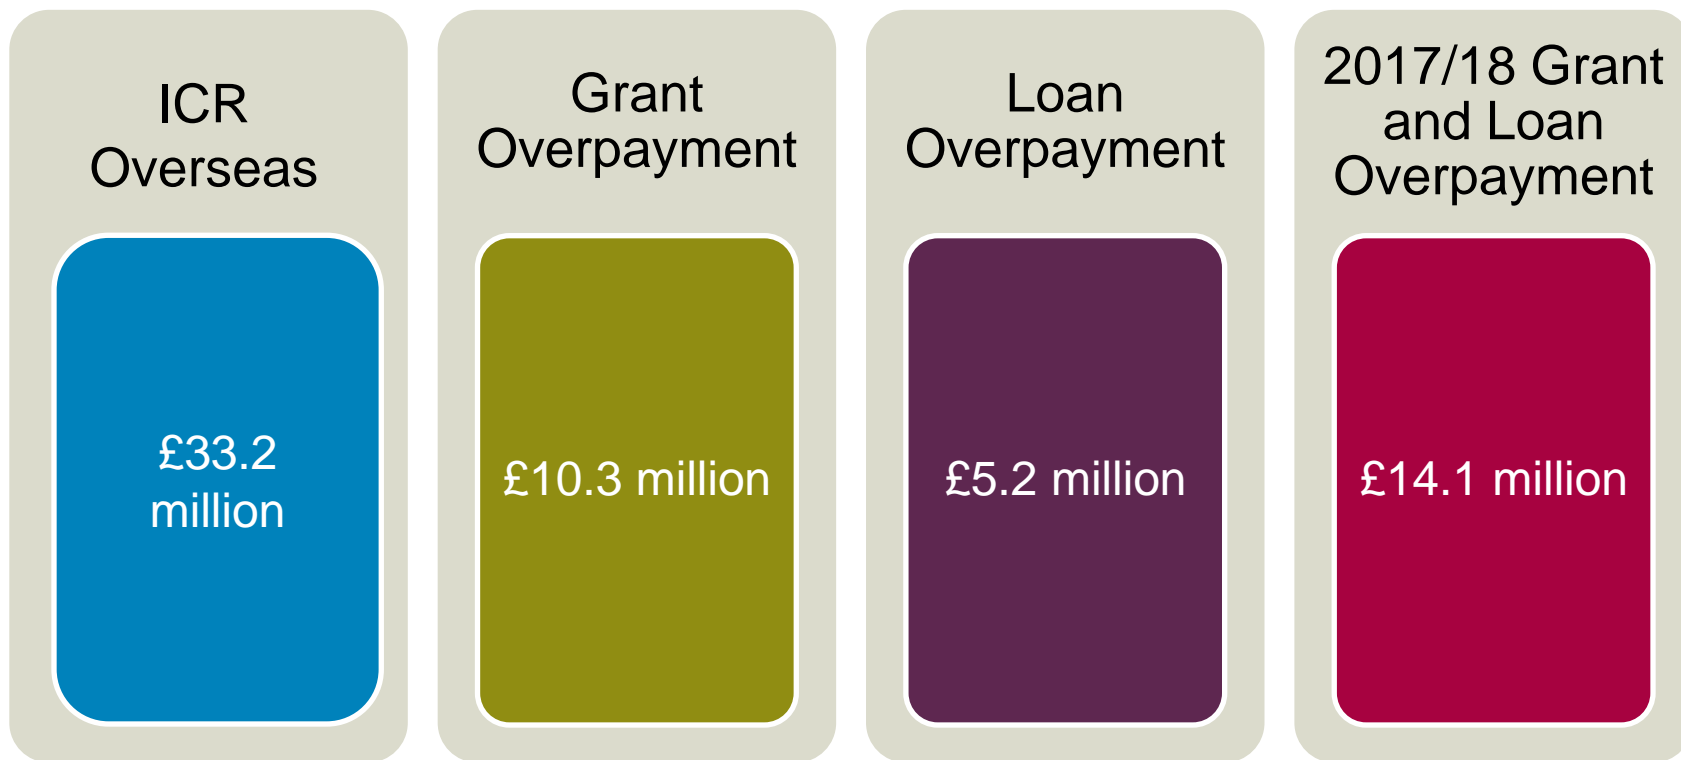 ICR
Overseas
£33.2
million
Grant
Overpayment
£10.3 million
Loan
Overpayment
£5.2 million
2017/18 Grant
and Loan
Overpayment
£14.1 million